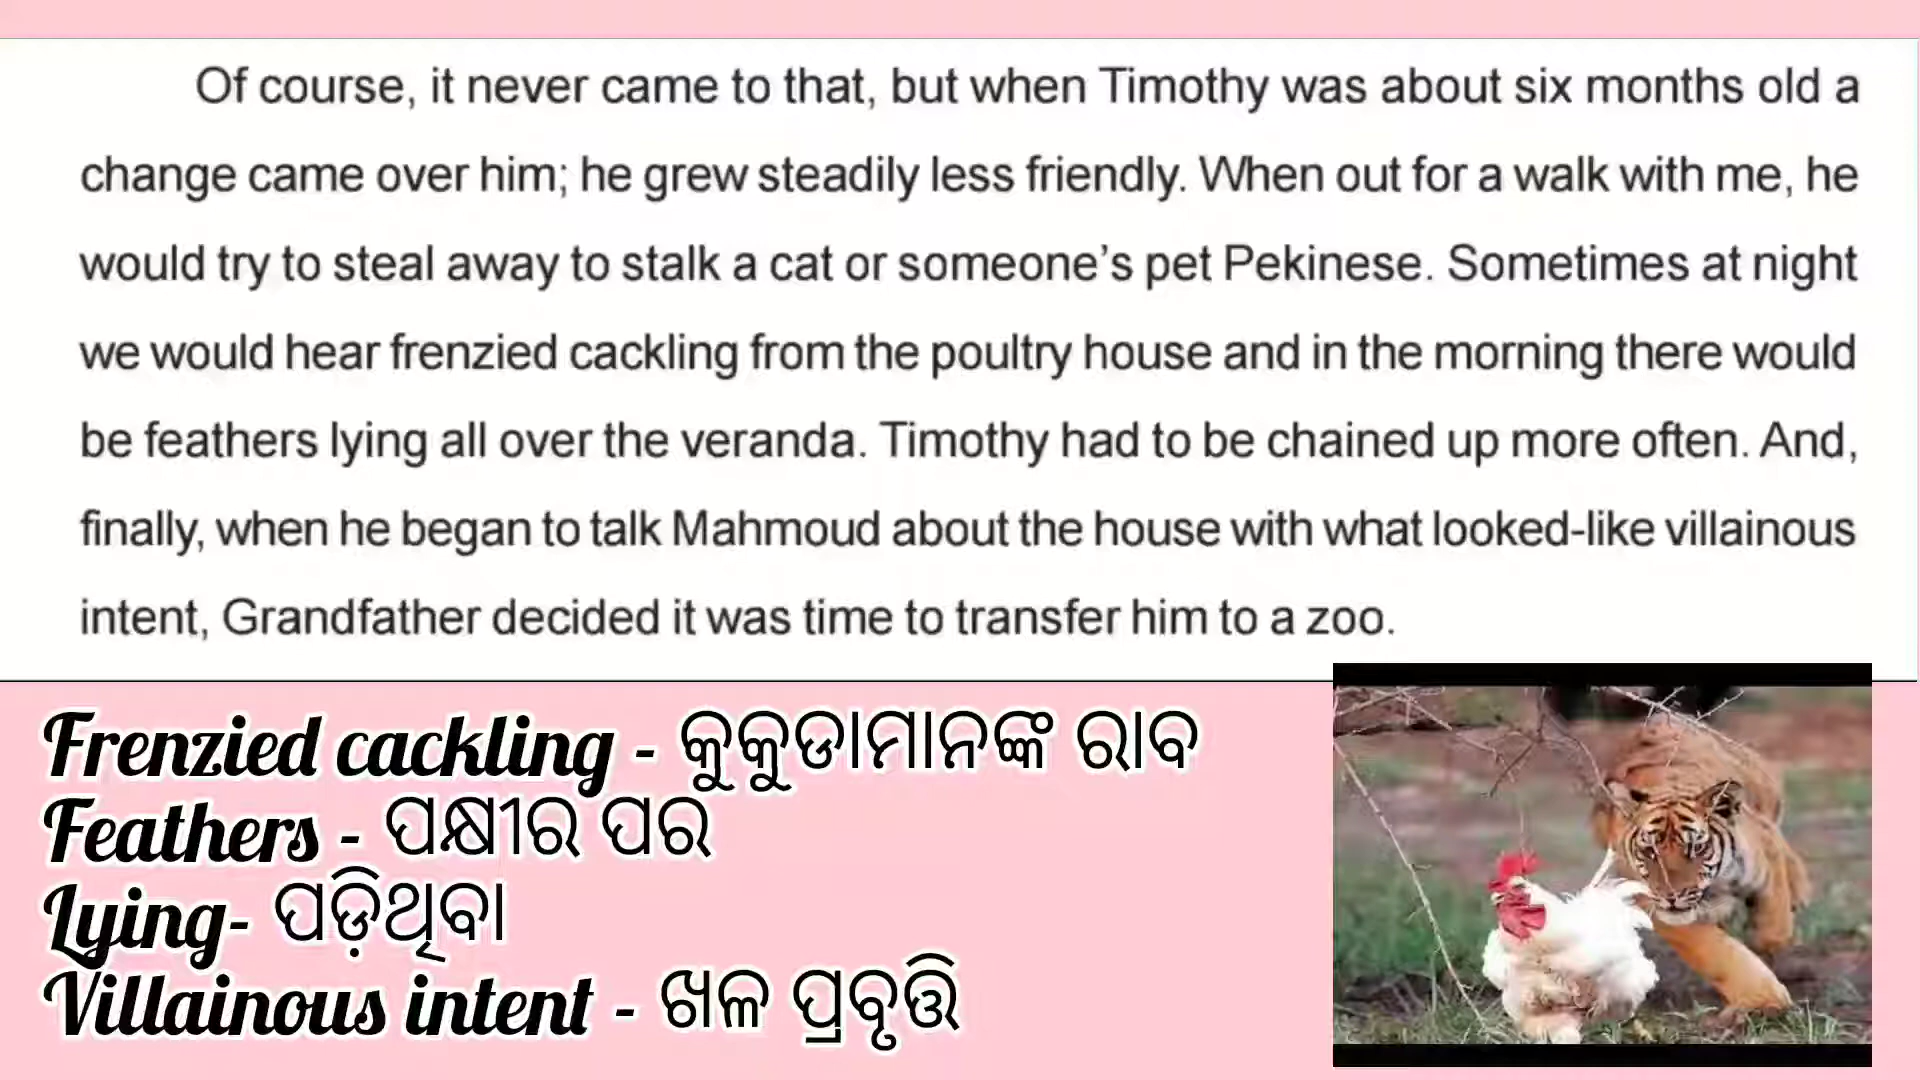 Of course, it never came to that, but when Timothy was about six months old a
change came over him; he grew steadily less friendly. When out for a walk with me, he
would try to steal away to stalk a cat or someone’s pet Pekinese. Sometimes at night
we would hear frenzied cackling from the poultry house and in the morning there would
be feathers lying all over the veranda. Timothy had to be chained up more often. And,
finally, when he began to talk Mahmoud about the house with what looked-like villainous
intent, Grandfather decided it was time to transfer him to a zoo.
Frenzied cackling - କୁକୁଡାମାନଙ୍କ ରାବ
Feathers - ପକ୍ଷୀର ପର
Lying- ପଡ଼ିଥିବା
Villainous intent - ଖଳ ପ୍ରବୃତ୍ତି